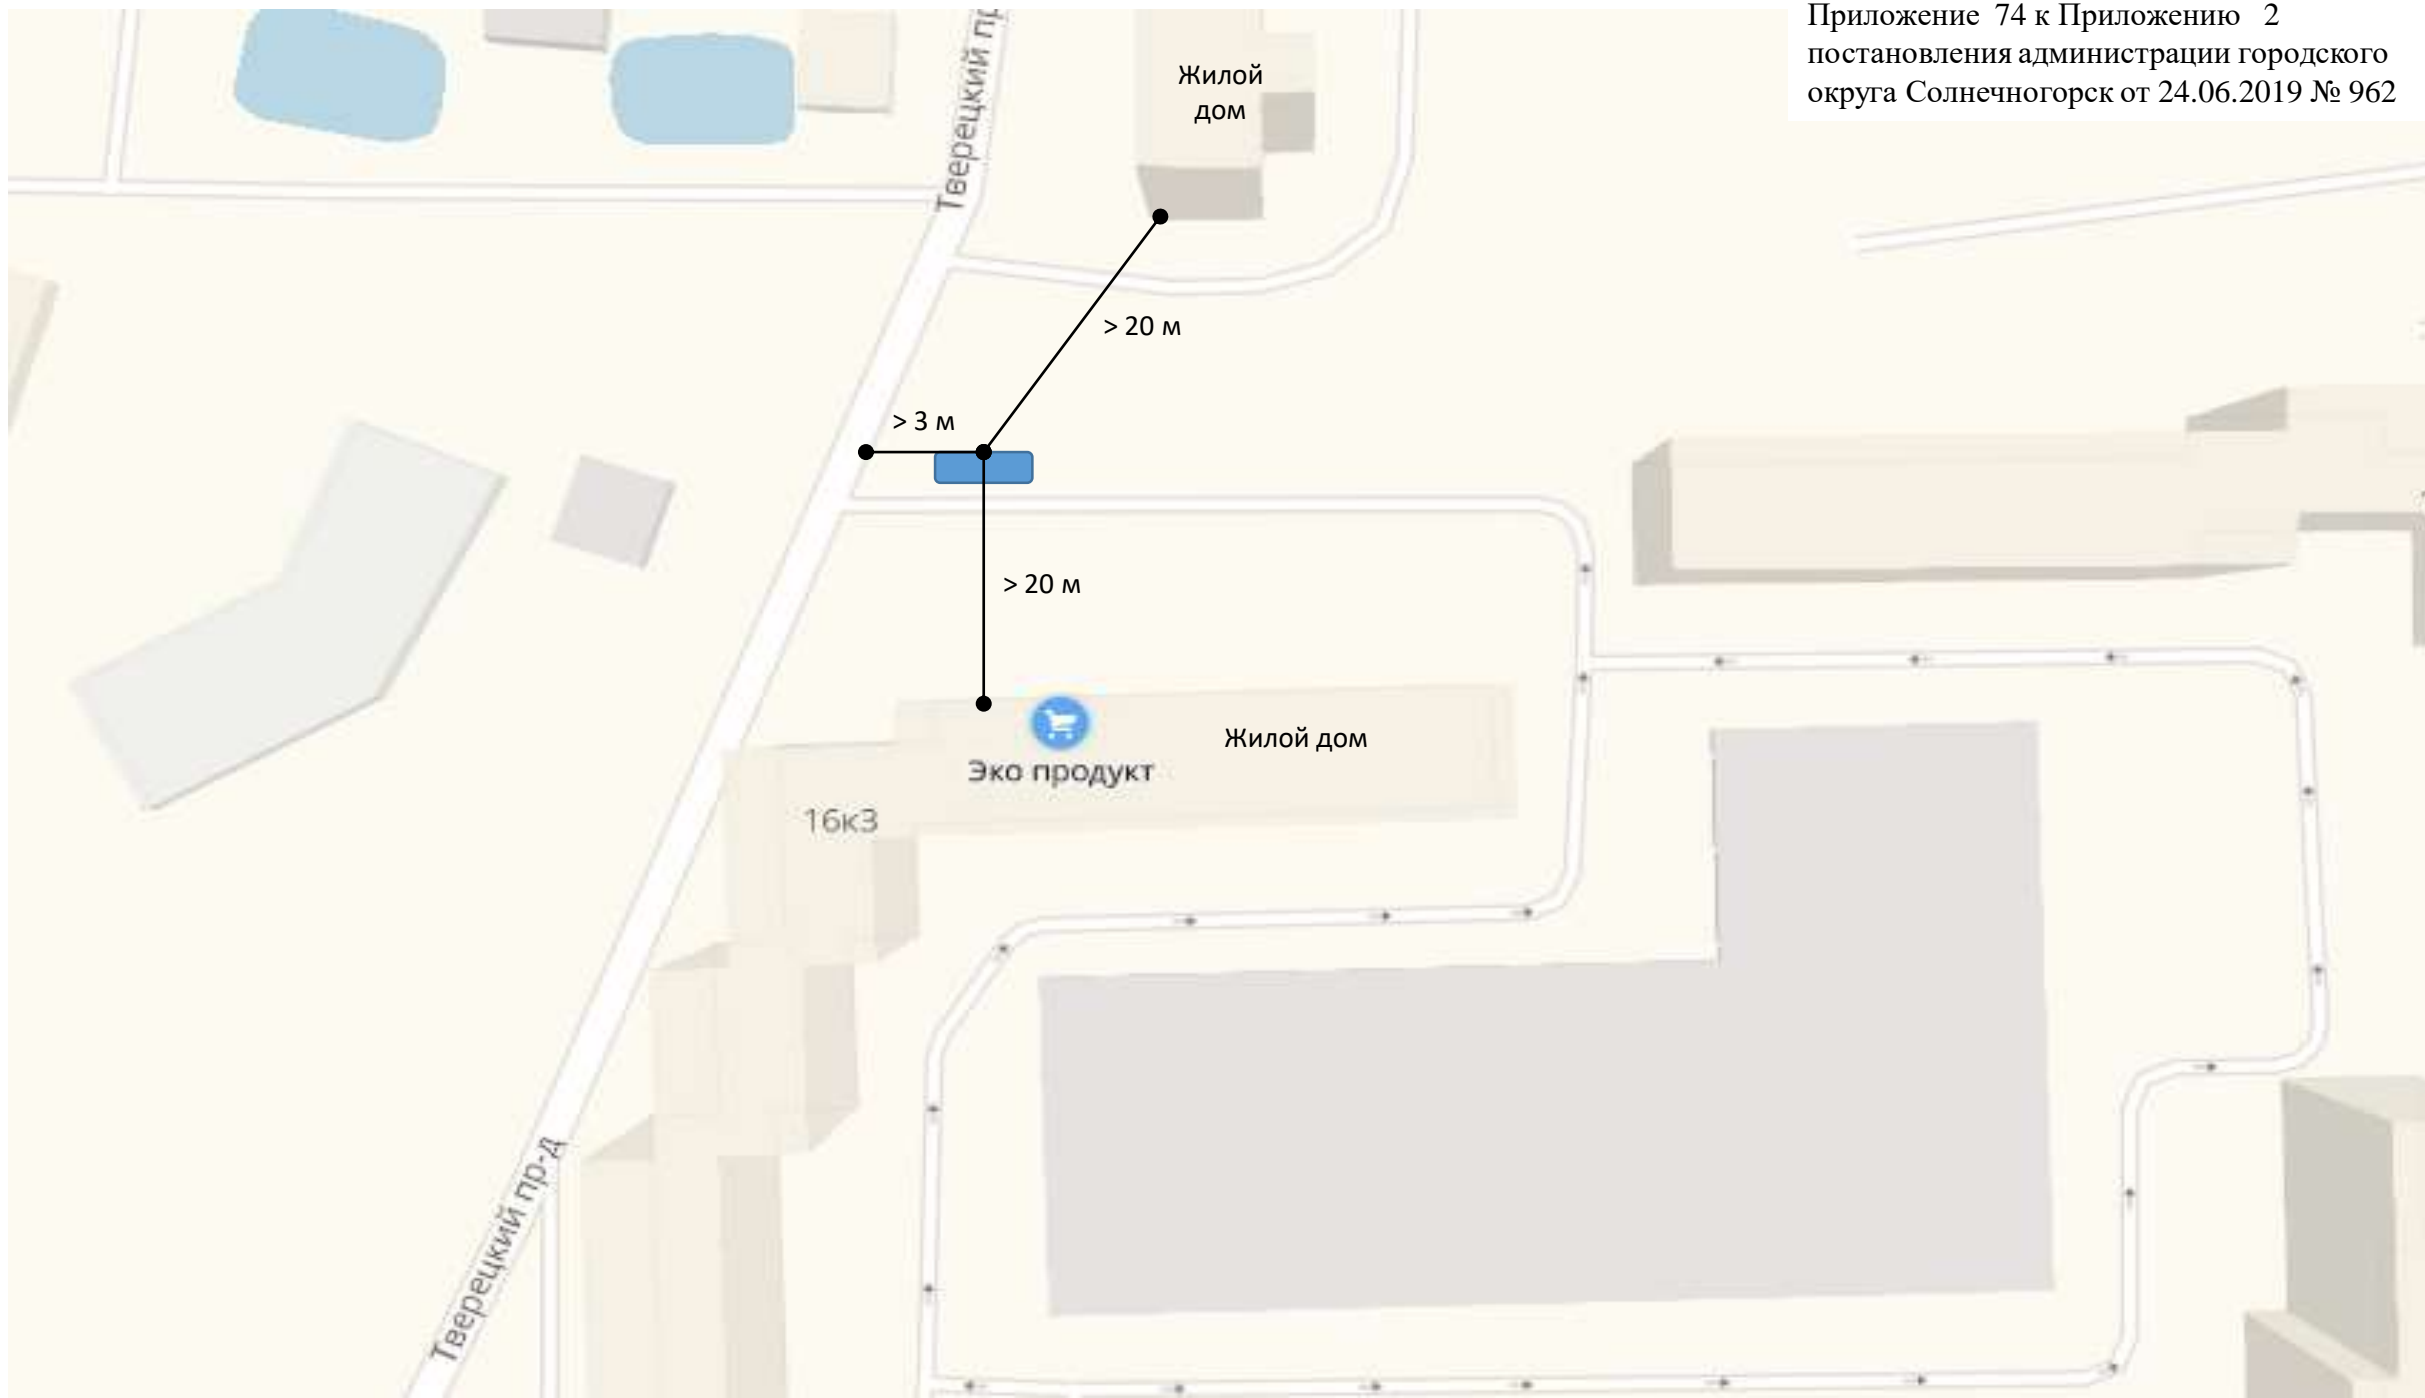 Приложение 74 к Приложению 2
постановления администрации городского
округа Солнечногорск от 24.06.2019 № 962
Тверецкий пр
Жилой
дом
> 20 м
> 3 м
> 20 м
Жилой дом
Эко продукт
16к3
Тверецкий пр-д